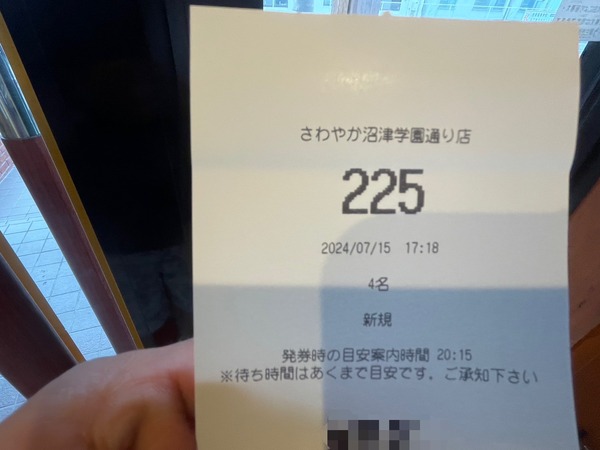 さわやか沼津学園通り店
225
2024/07/15 17:18
4名
新規
発券時の目安案内時間 20:15
※待ち時間はあくまで目安です。ご承知下さい